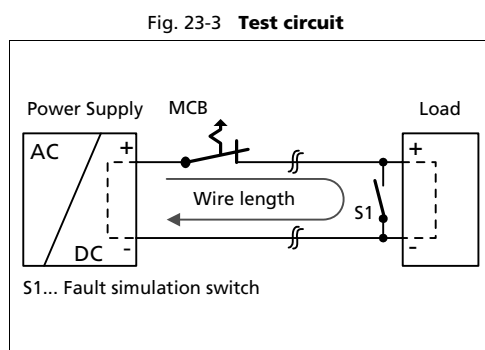 Fig. 23-3 Test circuit
Power Supply MCB Load
AC + +
Wire length
S1
DC - -
S1... Fault simulation switch